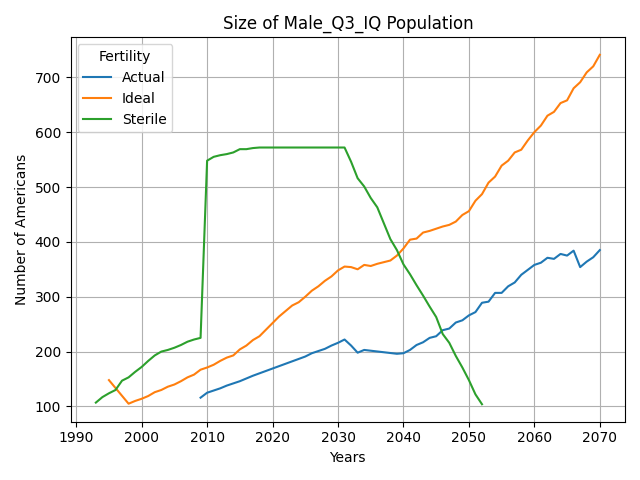 Size of Male_Q3_IQ Population
Fertility
Actual
Ideal
Sterile
Number of Americans
700
600
500
400
300
200
100
1990 2000 2010 2020 2030 2040 2050 2060 2070
Years